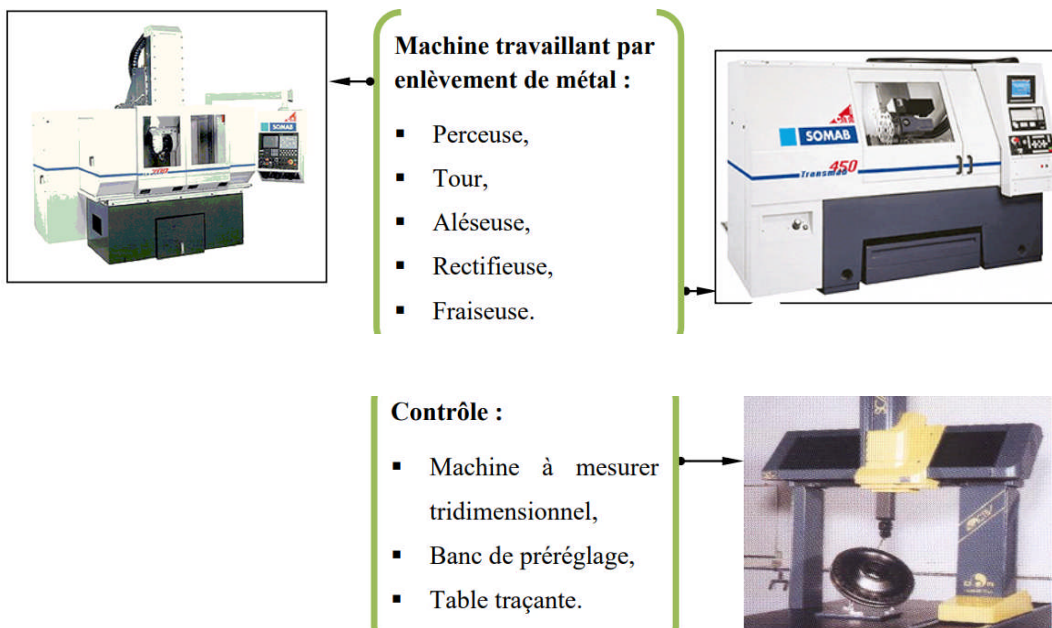 Machine travaillant par
enlèvement de métal :
▪ Perceuse,
▪ Tour,
▪ Aléseuse,
▪ Rectifieuse,
▪ Fraiseuse.
SOMAB
SOMAB
450
Transmab
Contrôle :
▪ Machine à mesurer
tridimensionnel,
▪ Banc de préréglage,
▪ Table traçante.